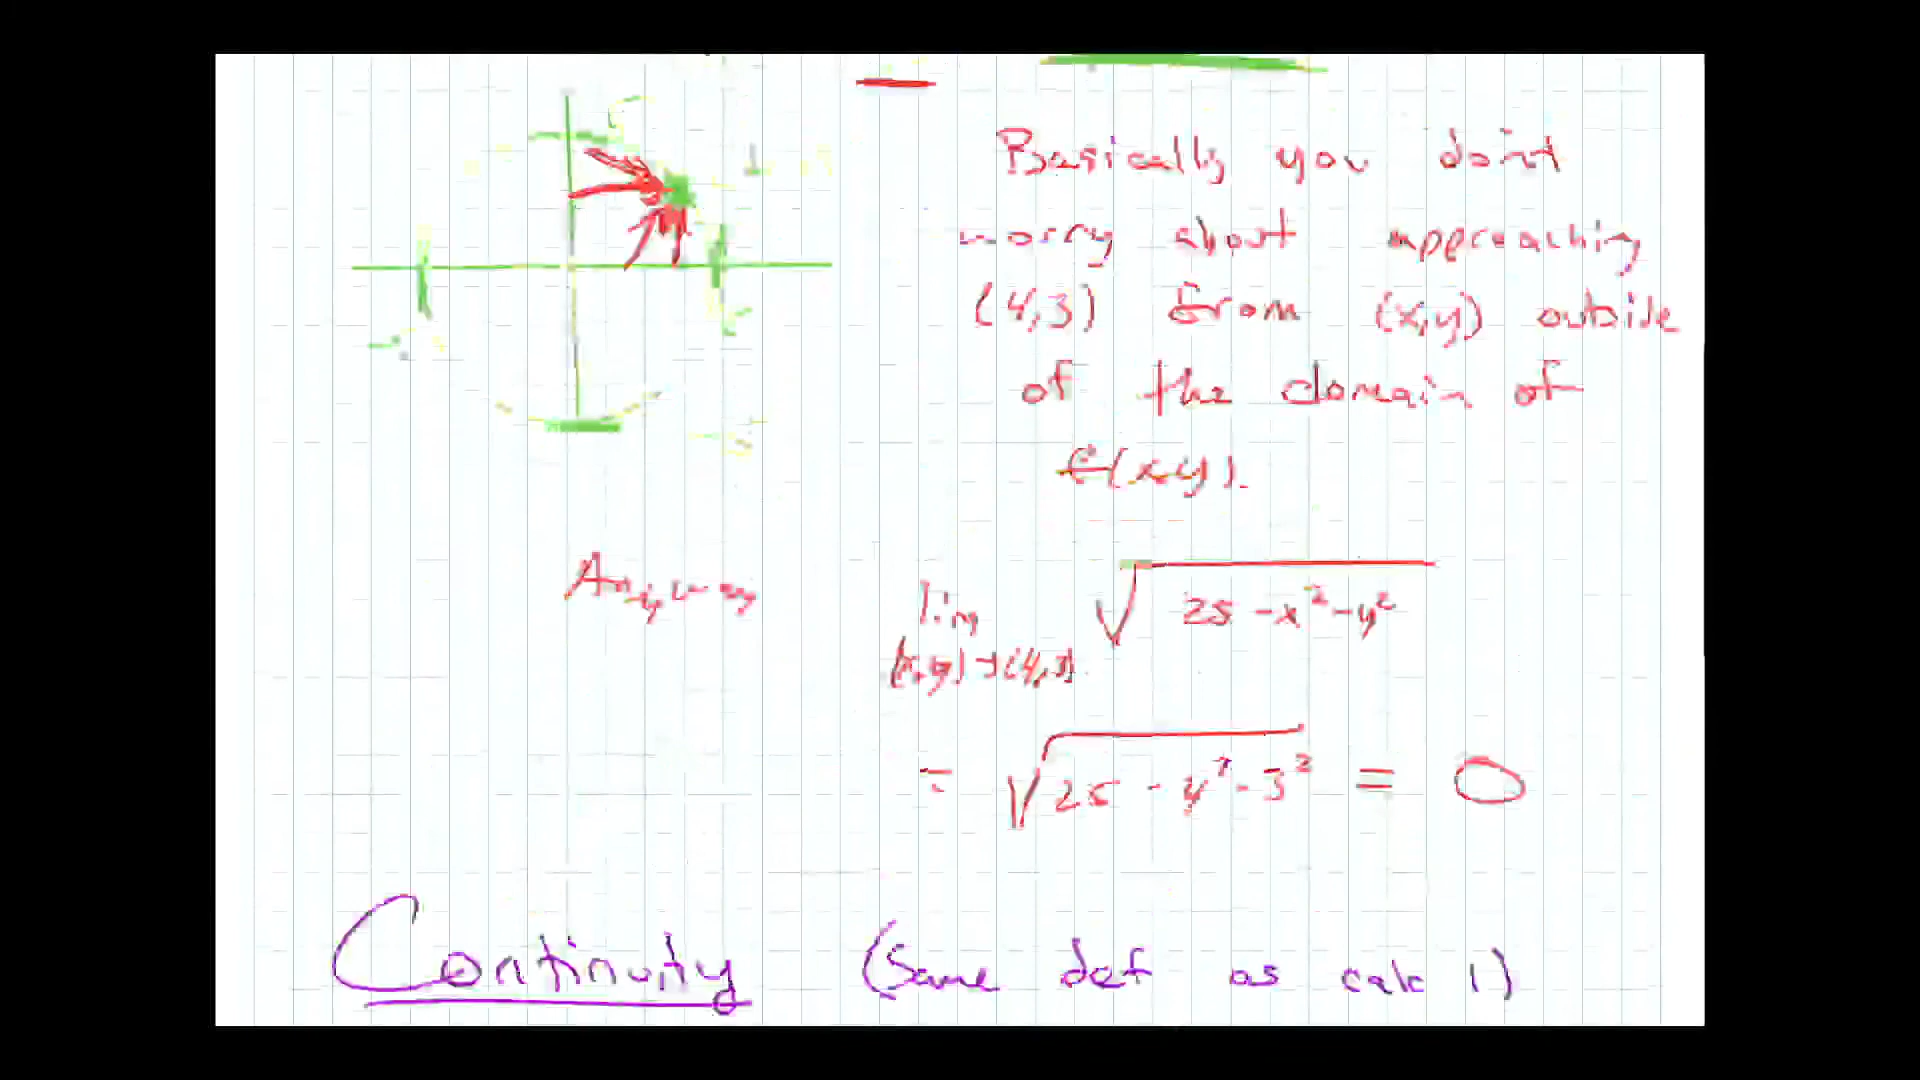 Basically you don't
worry about approaching
(4,3) from (x,y) outside
of the domain of
f(x,y).
Anyway
lim √25 - x² - y²
(x,y) → (4,3)
= √25 - 4² - 3² = 0
Continuity (Same def as calc 1)